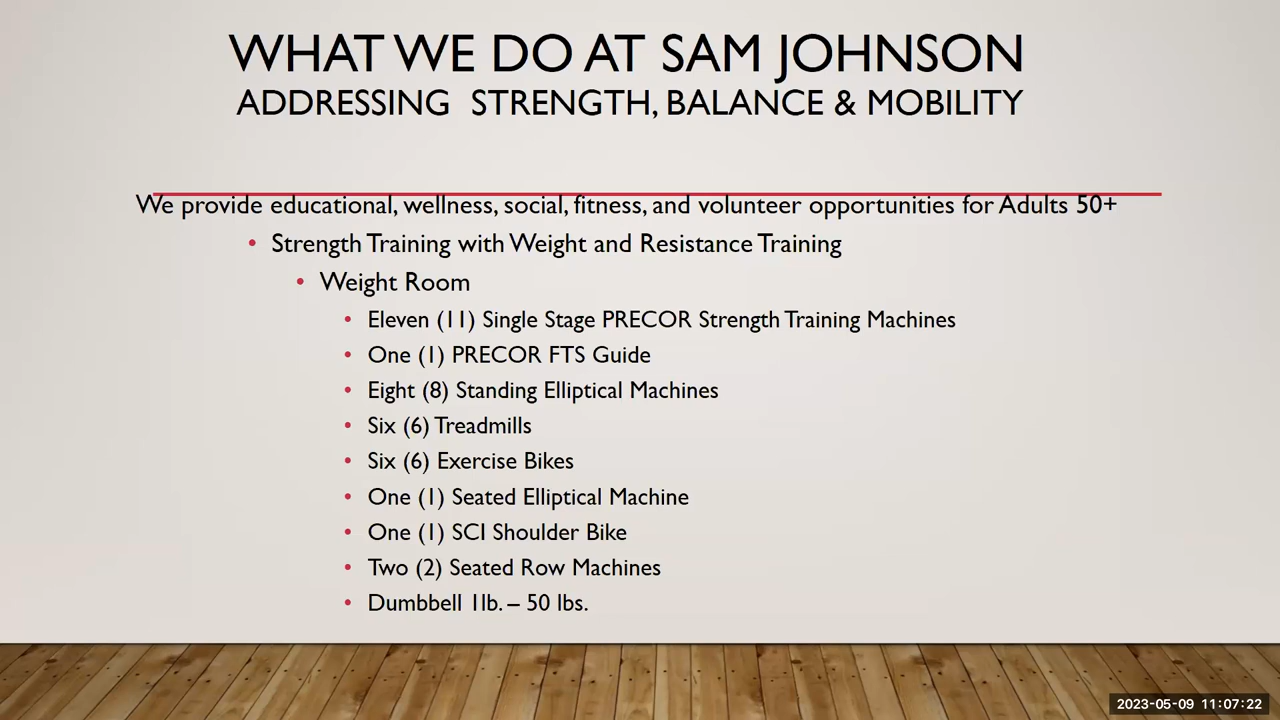 WHAT WE DO AT SAM JOHNSON
ADDRESSING STRENGTH, BALANCE & MOBILITY
We provide educational, wellness, social, fitness, and volunteer opportunities for Adults 50+
• Strength Training with Weight and Resistance Training
• Weight Room
• Eleven (11) Single Stage PRECOR Strength Training Machines
• One (1) PRECOR FTS Guide
• Eight (8) Standing Elliptical Machines
• Six (6) Treadmills
• Six (6) Exercise Bikes
• One (1) Seated Elliptical Machine
• One (1) SCI Shoulder Bike
• Two (2) Seated Row Machines
• Dumbbell 1lb. – 50 lbs.
2023-05-09 11:07:22